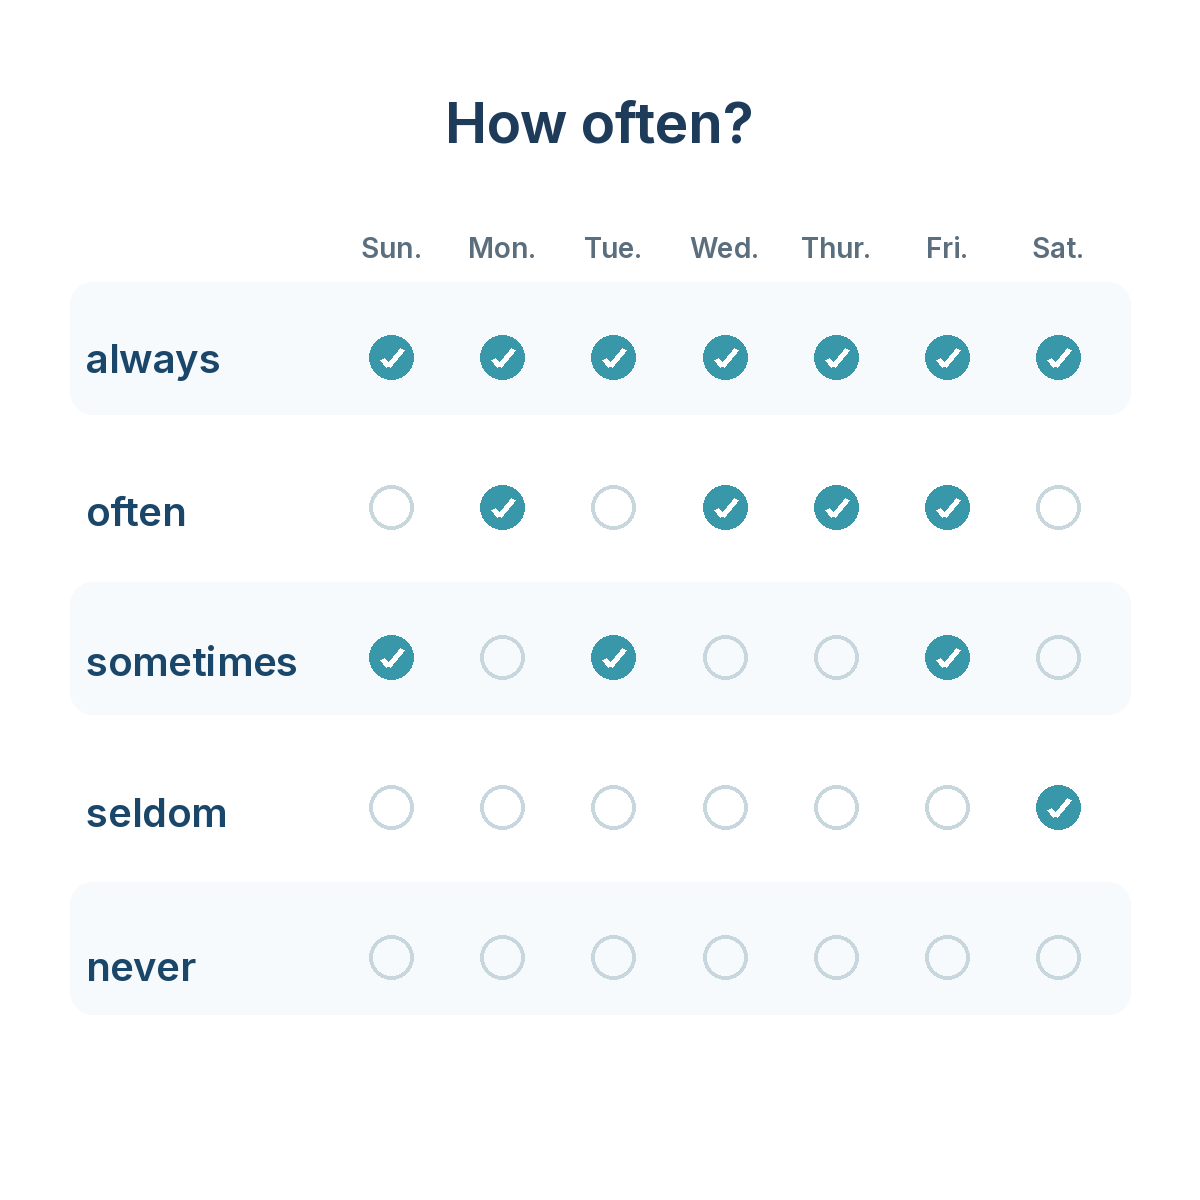 How often?
Sun. Mon. Tue. Wed. Thur. Fri. Sat.
always
often
sometimes
seldom
never